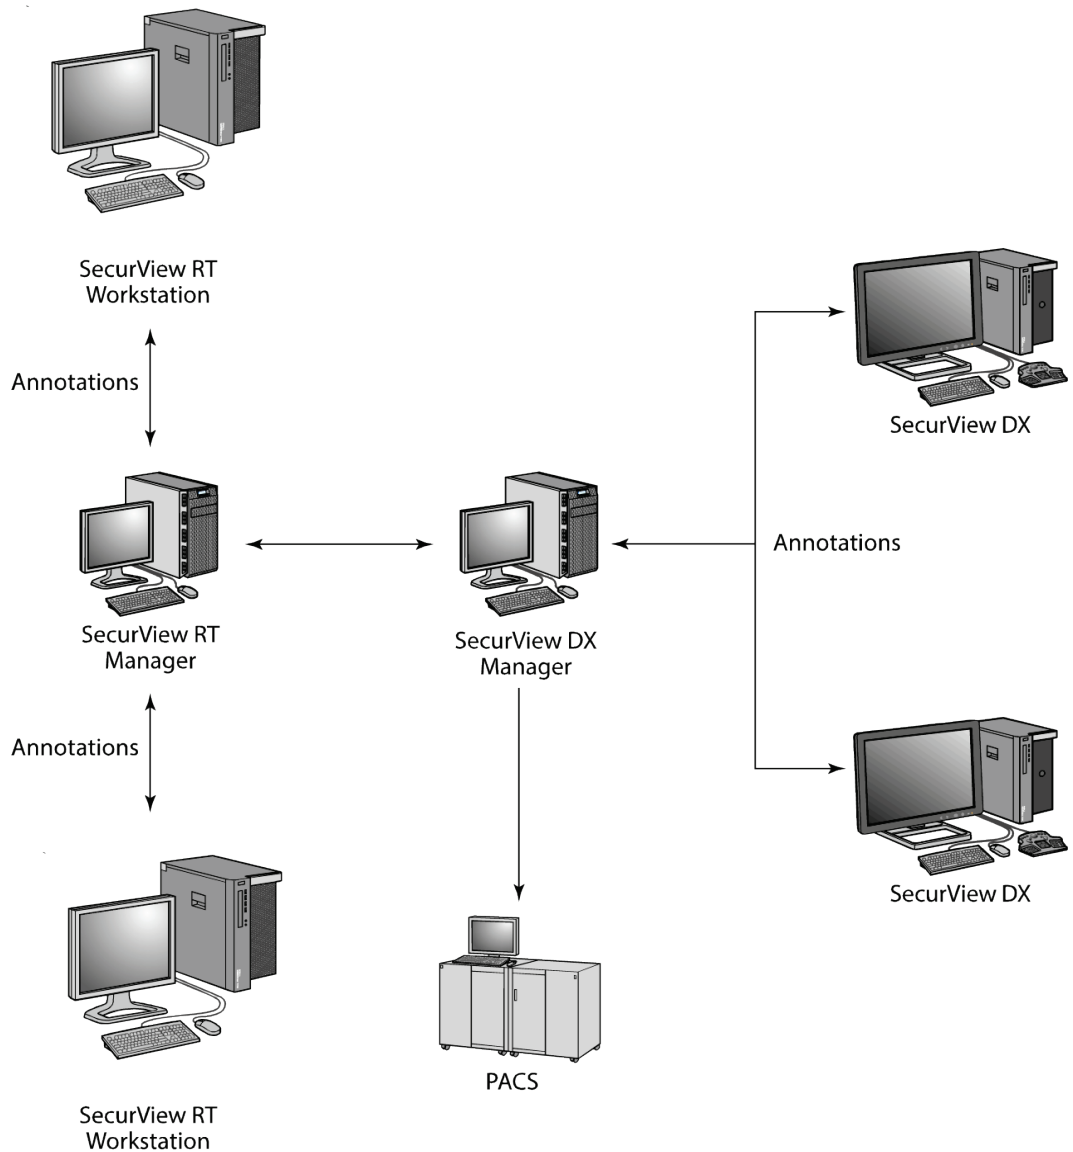 SecurView RT
Workstation
Annotations
SecurView DX
Annotations
SecurView RT
Manager
SecurView DX
Manager
Annotations
SecurView DX
PACS
SecurView RT
Workstation